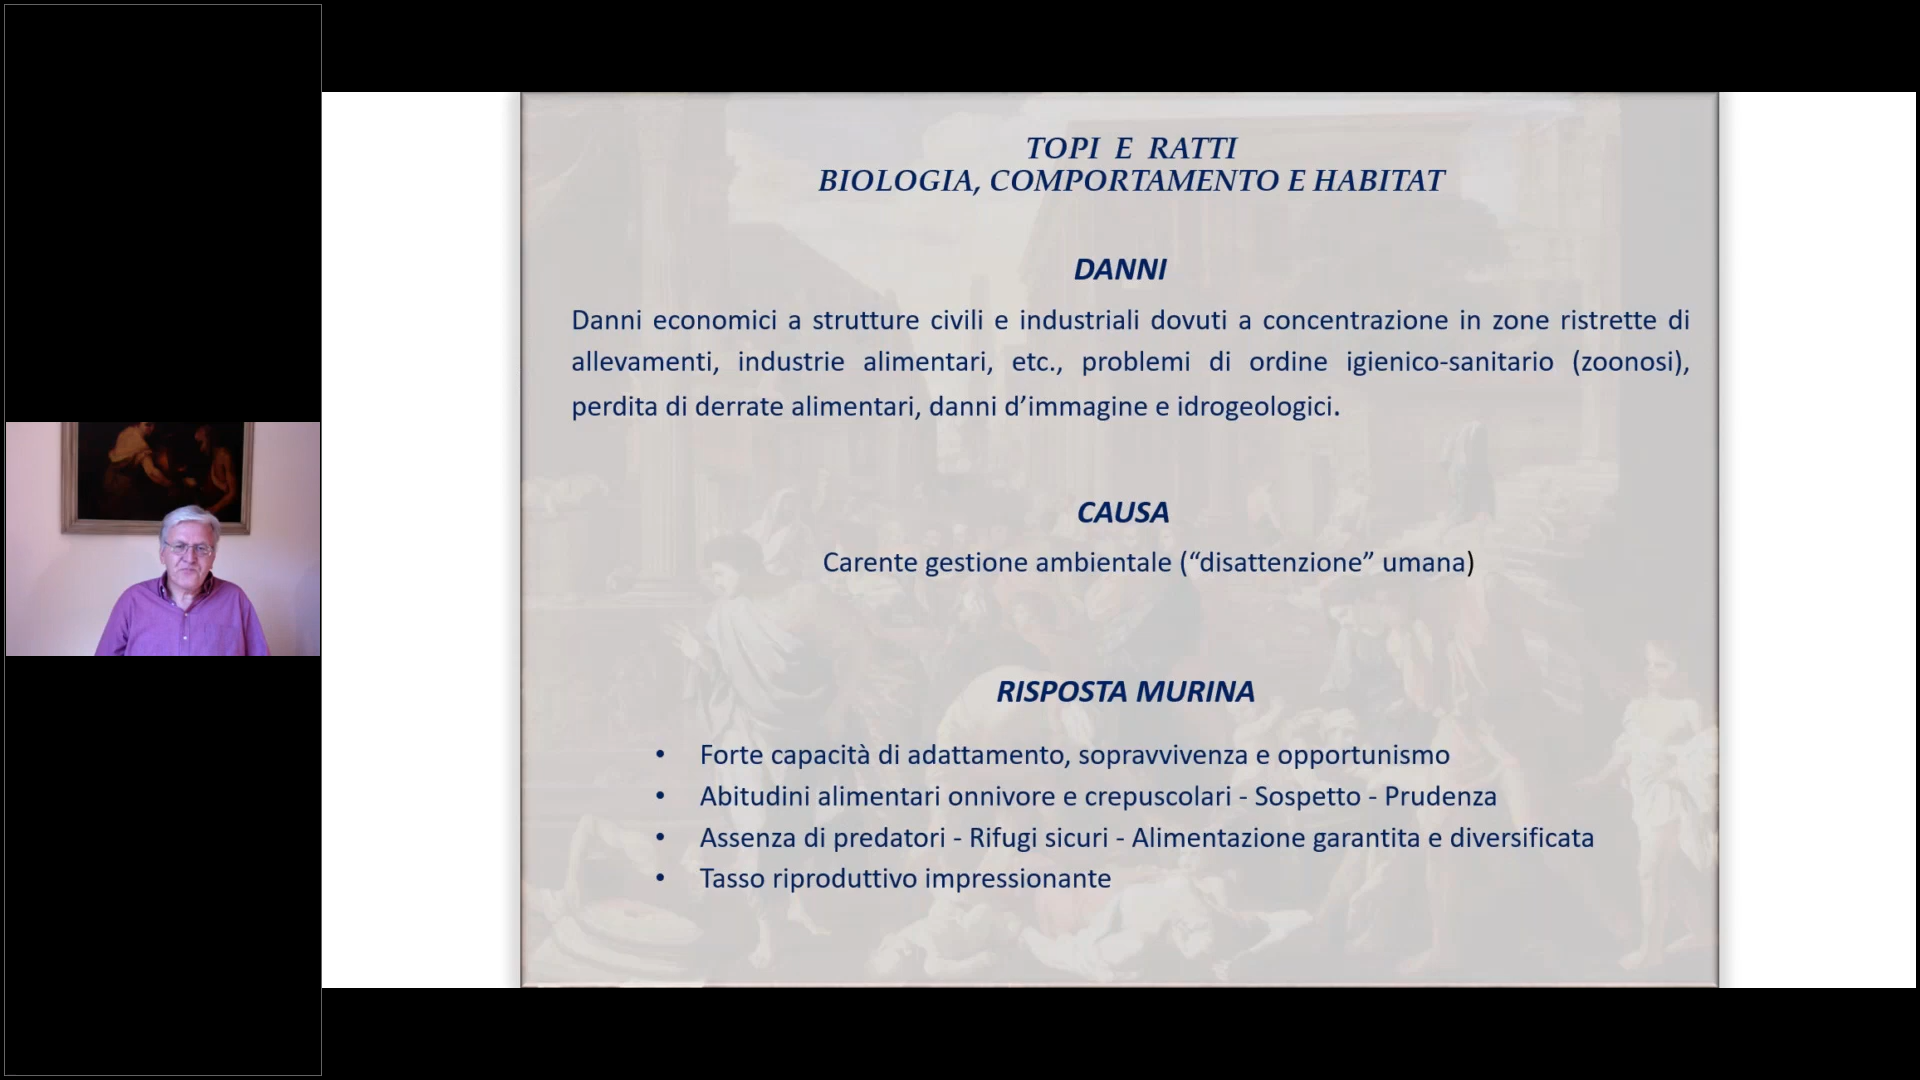 TOPI E RATTI
BIOLOGIA, COMPORTAMENTO E HABITAT
DANNI
Danni economici a strutture civili e industriali dovuti a concentrazione in zone ristrette di
allevamenti, industrie alimentari, etc., problemi di ordine igienico-sanitario (zoonosi),
perdita di derrate alimentari, danni d’immagine e idrogeologici.
CAUSA
Carente gestione ambientale (“disattenzione” umana)
RISPOSTA MURINA
• Forte capacità di adattamento, sopravvivenza e opportunismo
• Abitudini alimentari onnivore e crepuscolari - Sospetto - Prudenza
• Assenza di predatori - Rifugi sicuri - Alimentazione garantita e diversificata
• Tasso riproduttivo impressionante